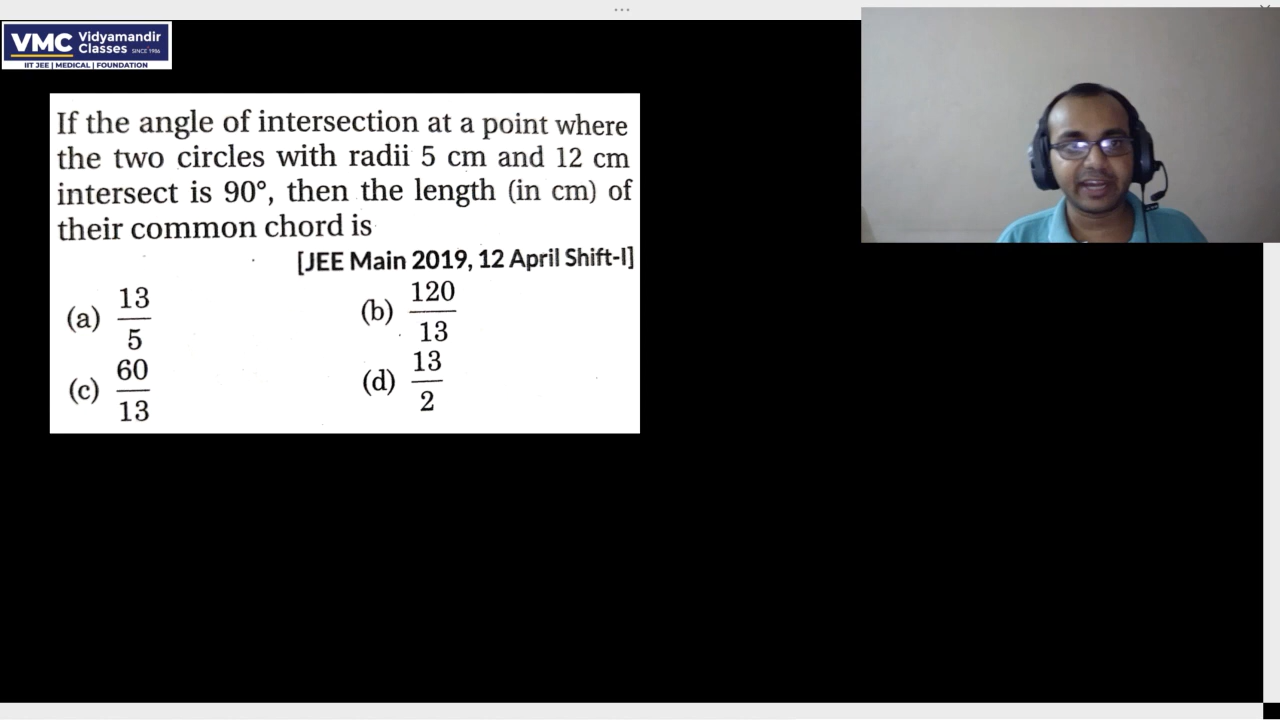 ...
VMC Vidyamandir Classes SINCE 1986
IIT JEE | MEDICAL | FOUNDATION
If the angle of intersection at a point where
the two circles with radii 5 cm and 12 cm
intersect is 90°, then the length (in cm) of
their common chord is
[JEE Main 2019, 12 April Shift-I]
(a) 13/5 (b) 120/13
(c) 60/13 (d) 13/2